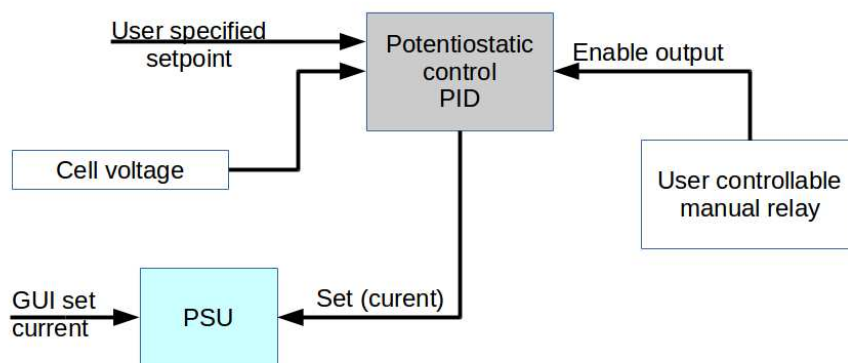 User specified
setpoint
Potentiostatic
control
PID
Enable output
Cell voltage
User controllable
manual relay
GUI set
current
PSU
Set (curent)